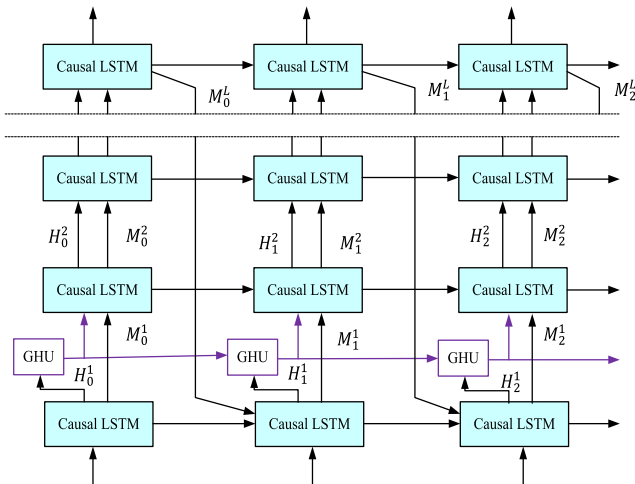 Causal LSTM Causal LSTM Causal LSTM
M_0^L M_1^L M_2^L
Causal LSTM Causal LSTM Causal LSTM
H_0^2 M_0^2 H_1^2 M_1^2 H_2^2 M_2^2
Causal LSTM Causal LSTM Causal LSTM
M_0^1 M_1^1 M_2^1
GHU GHU GHU
H_0^1 H_1^1 H_2^1
Causal LSTM Causal LSTM Causal LSTM